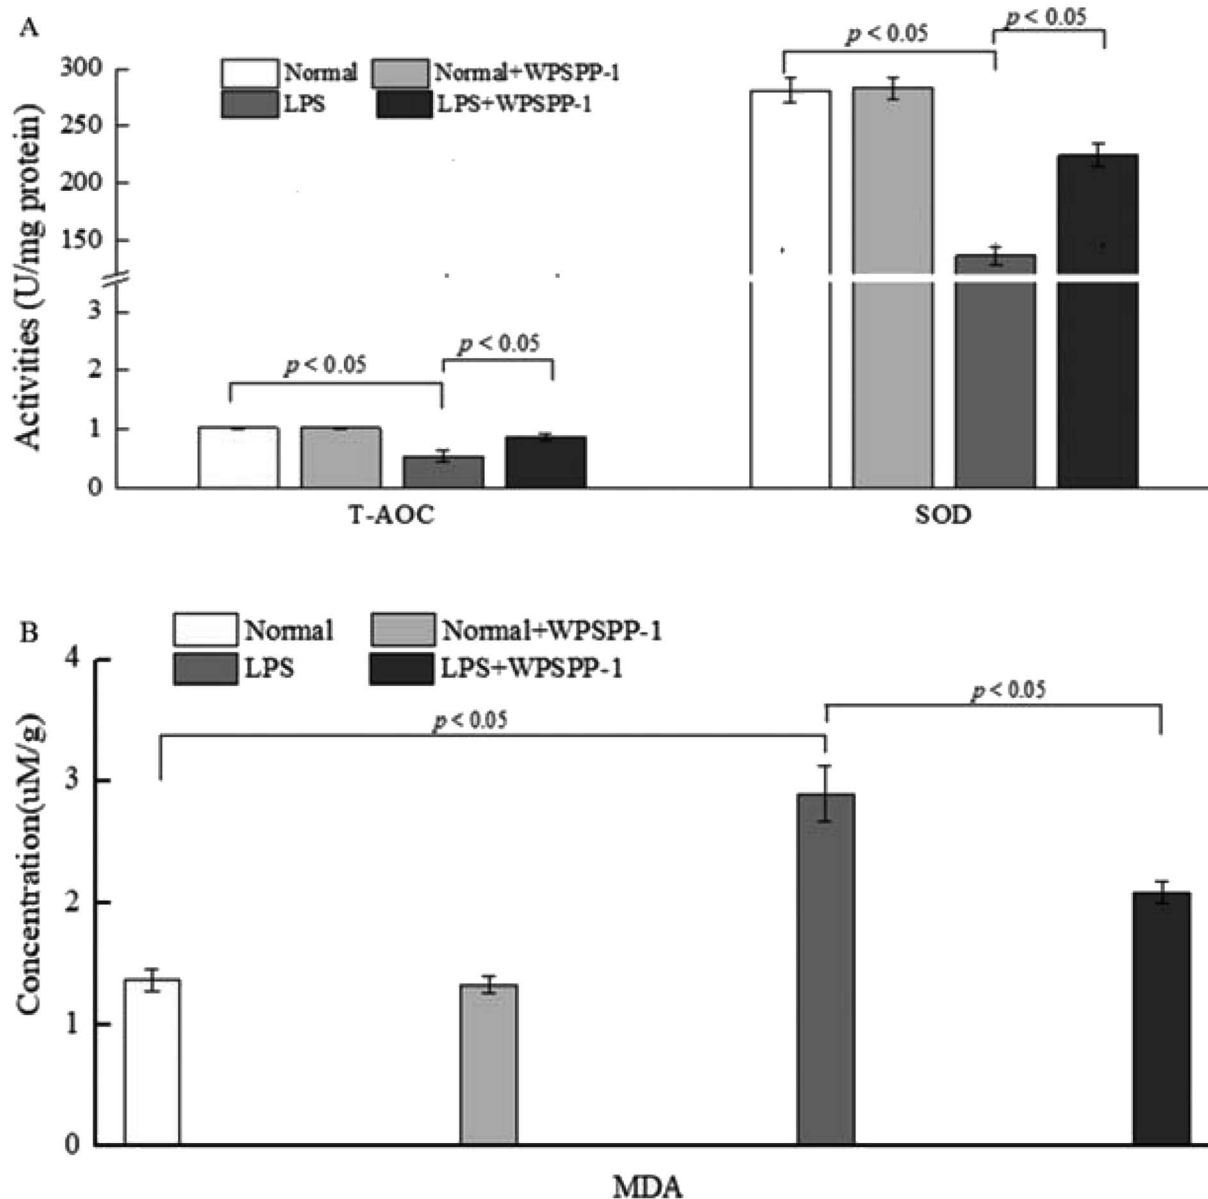 A
p < 0.05
p < 0.05
300
Normal
Normal+WPSPP-1
LPS
LPS+WPSPP-1
250
200
150
3
2
1
0
Activities (U/mg protein)
p < 0.05
p < 0.05
T-AOC
SOD
B
Normal
Normal+WPSPP-1
LPS
LPS+WPSPP-1
4
3
2
1
0
Concentration(uM/g)
p < 0.05
p < 0.05
MDA